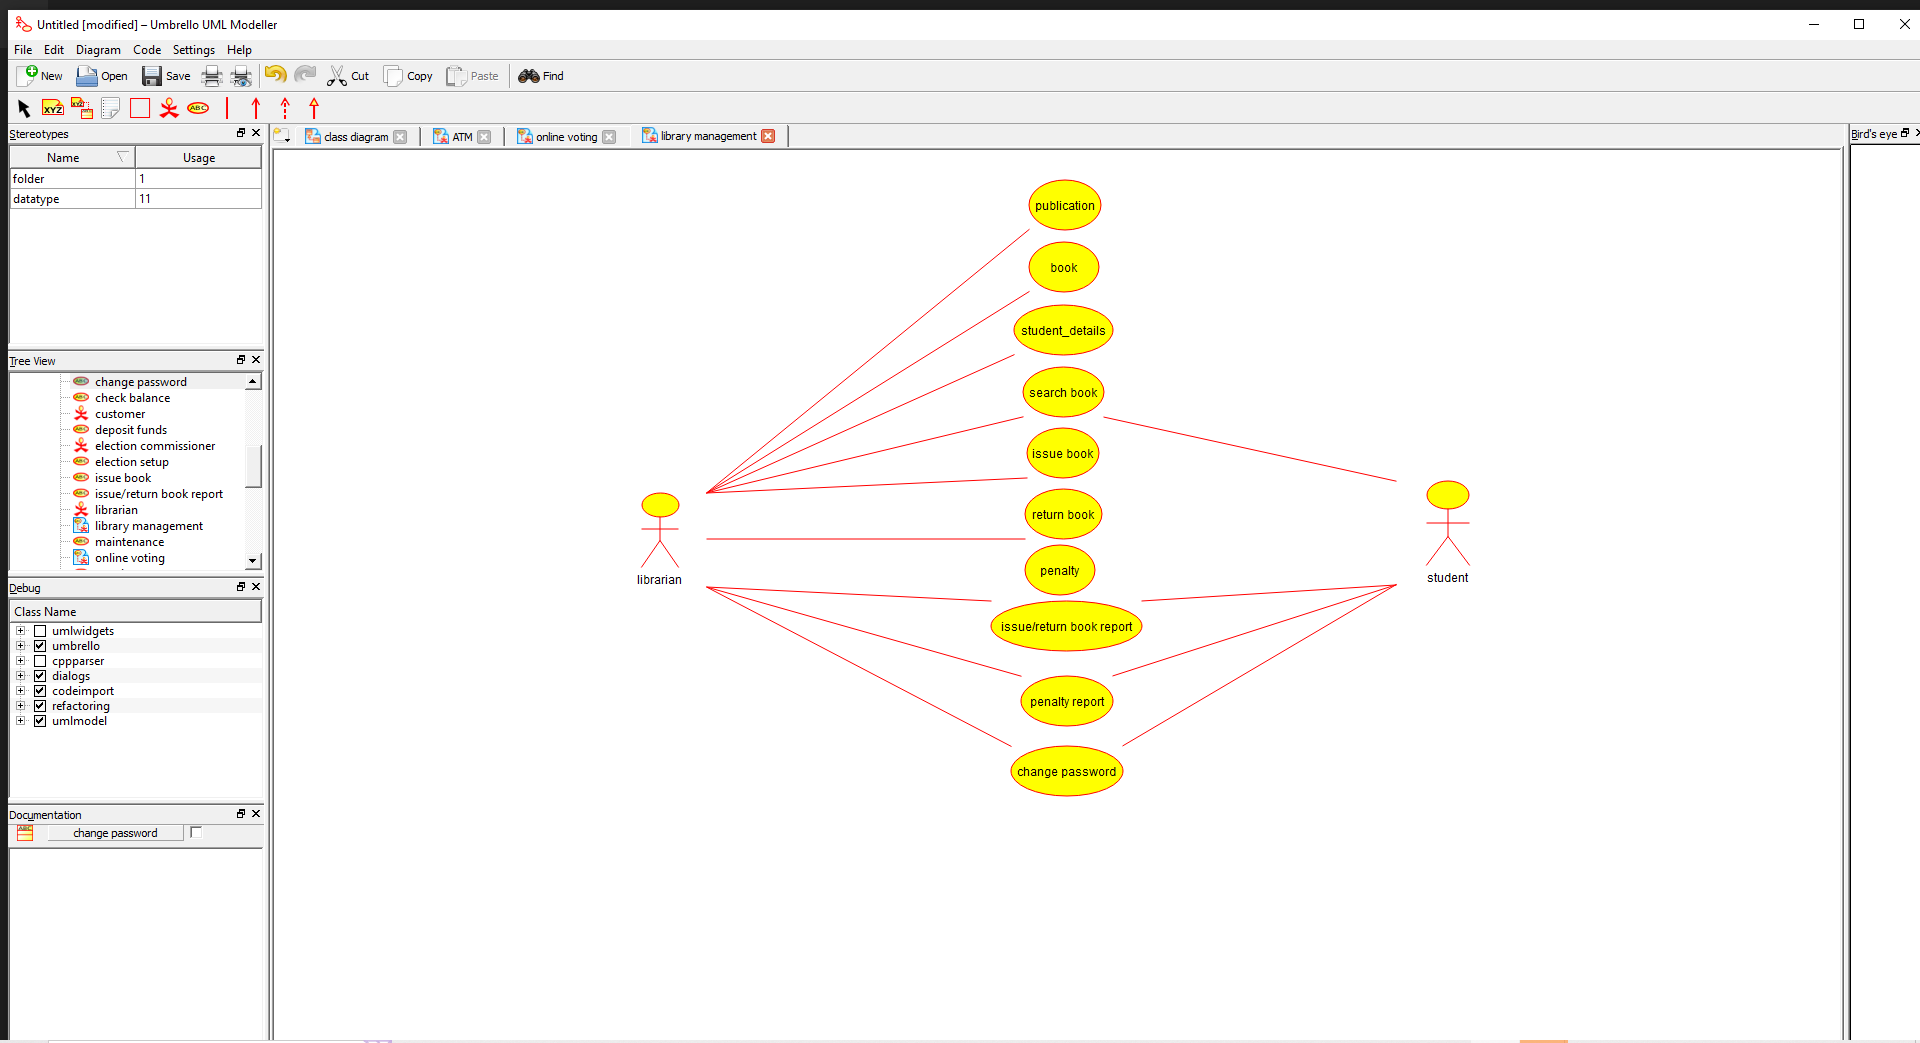 Untitled [modified] – Umbrello UML Modeller
File Edit Diagram Code Settings Help
New Open Save Cut Copy Paste Find
XYZ XYZ ABC
Stereotypes
Name Usage
folder 1
datatype 11
Tree View
change password
check balance
customer
deposit funds
election commissioner
election setup
issue book
issue/return book report
librarian
library management
maintenance
online voting
Debug
Class Name
umlwidgets
umbrello
cppparser
dialogs
codeimport
refactoring
umlmodel
Documentation
change password
class diagram ATM online voting library management
publication
book
student_details
search book
issue book
return book
penalty
issue/return book report
penalty report
change password
librarian
student
Bird's eye